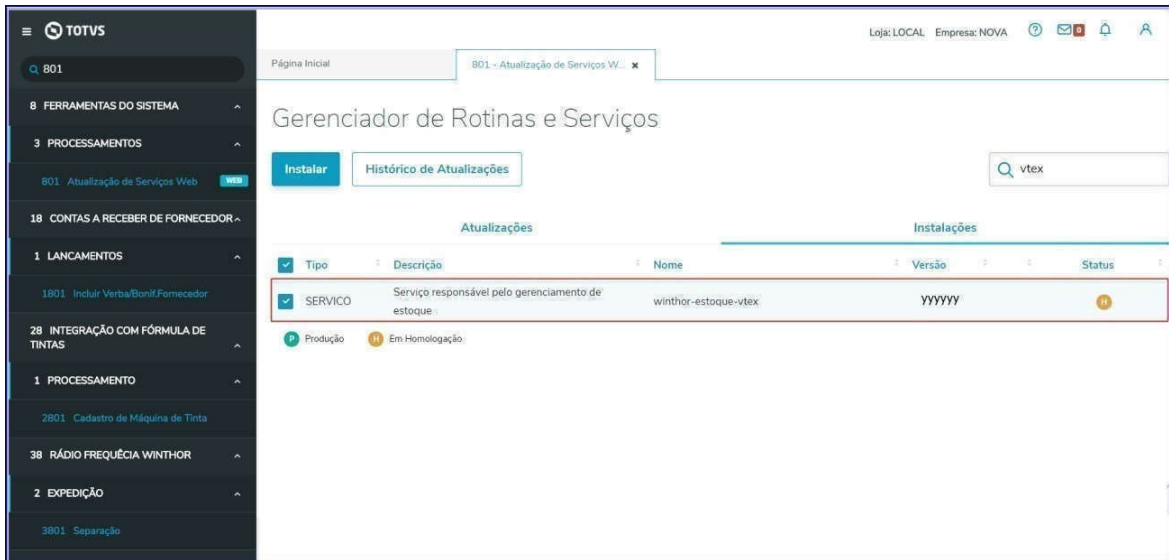 TOTVS
Loja: LOCAL Empresa: NOVA
0
801
Página Inicial
801 - Atualização de Serviços W...
8 FERRAMENTAS DO SISTEMA
3 PROCESSAMENTOS
801 Atualização de Serviços Web WEB
18 CONTAS A RECEBER DE FORNECEDOR
1 LANCAMENTOS
1801 Incluir Verba/Bonif.Fornecedor
28 INTEGRAÇÃO COM FÓRMULA DE
TINTAS
1 PROCESSAMENTO
2801 Cadastro de Máquina de Tinta
38 RÁDIO FREQUÊCIA WINTHOR
2 EXPEDIÇÃO
3801 Separação
Gerenciador de Rotinas e Serviços
Instalar Histórico de Atualizações vtex
Atualizações Instalações
Tipo Descrição Nome Versão Status
SERVICO Serviço responsável pelo gerenciamento de estoque winthor-estoque-vtex yyyyyy H
P Produção H Em Homologação